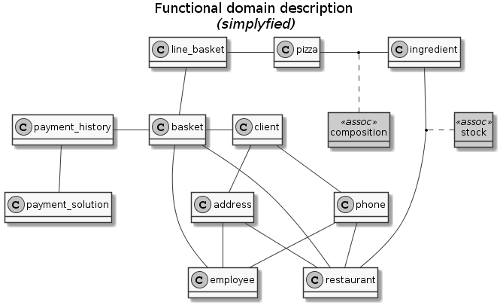 Functional domain description
(simplyfied)
C line_basket
C pizza
C ingredient
«assoc»
composition
«assoc»
stock
C payment_history
C basket
C client
C payment_solution
C address
C phone
C employee
C restaurant